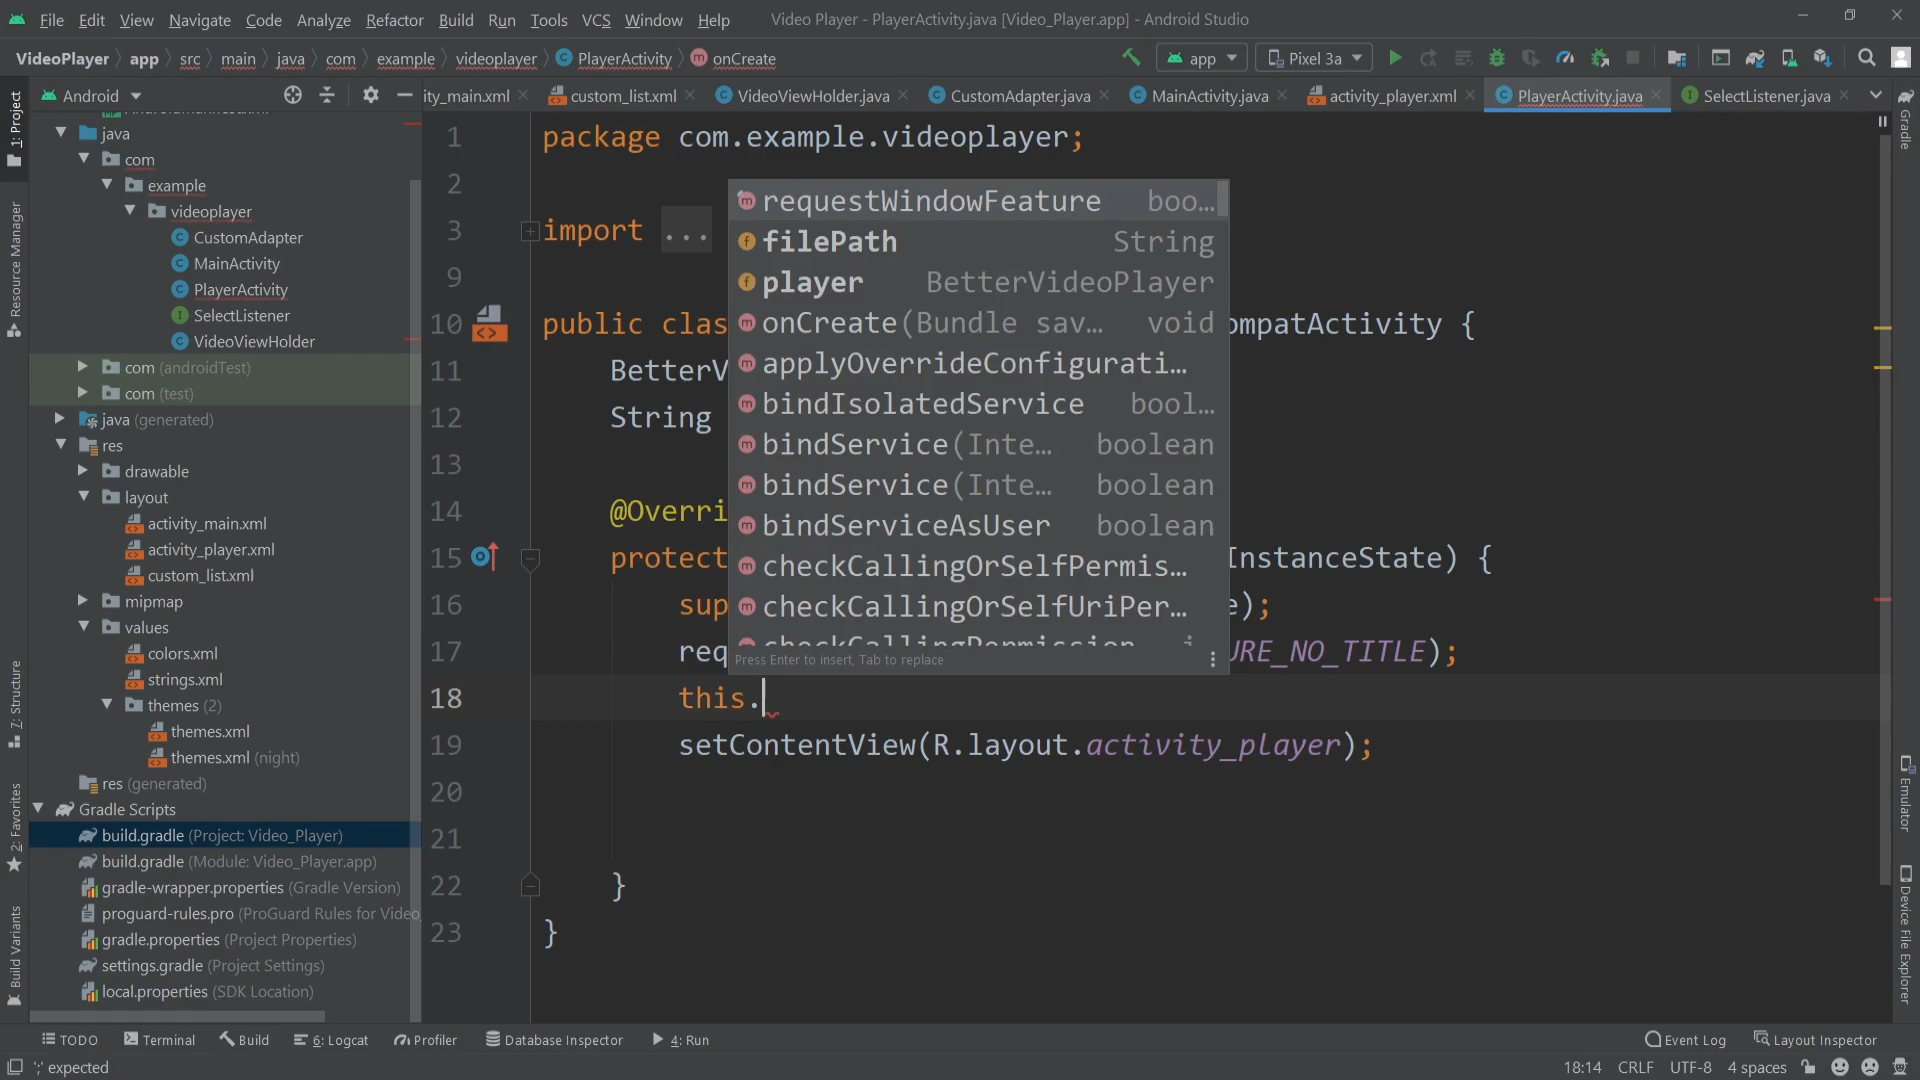 File Edit View Navigate Code Analyze Refactor Build Run Tools VCS Window Help Video Player - PlayerActivity.java [Video_Player.app] - Android Studio
VideoPlayer app src main java com example videoplayer PlayerActivity onCreate app Pixel 3a
Android
ity_main.xml custom_list.xml VideoViewHolder.java CustomAdapter.java MainActivity.java activity_player.xml PlayerActivity.java SelectListener.java
1: Project
Resource Manager
7: Structure
2: Favorites
Build Variants
java
com
example
videoplayer
CustomAdapter
MainActivity
PlayerActivity
SelectListener
VideoViewHolder
com (androidTest)
com (test)
java (generated)
res
drawable
layout
activity_main.xml
activity_player.xml
custom_list.xml
mipmap
values
colors.xml
strings.xml
themes (2)
themes.xml
themes.xml (night)
res (generated)
Gradle Scripts
build.gradle (Project: Video_Player)
build.gradle (Module: Video_Player.app)
gradle-wrapper.properties (Gradle Version)
proguard-rules.pro (ProGuard Rules for Video
gradle.properties (Project Properties)
settings.gradle (Project Settings)
local.properties (SDK Location)
1 package com.example.videoplayer;
2
3 import ...
9
10 public clas ompatActivity {
11 BetterV
12 String
13
14 @Overri
15 protect InstanceState) {
16 sup e);
17 req URE_NO_TITLE);
18 this.
19 setContentView(R.layout.activity_player);
20
21
22 }
23 }
requestWindowFeature boo…
filePath String
player BetterVideoPlayer
onCreate(Bundle sav… void
applyOverrideConfigurati…
bindIsolatedService bool…
bindService(Inte… boolean
bindService(Inte… boolean
bindServiceAsUser boolean
checkCallingOrSelfPermis…
checkCallingOrSelfUriPer…
checkCallingPermission i
Press Enter to insert, Tab to replace
Gradle
Emulator
Device File Explorer
TODO Terminal Build 6: Logcat Profiler Database Inspector 4: Run Event Log Layout Inspector
';' expected 18:14 CRLF UTF-8 4 spaces